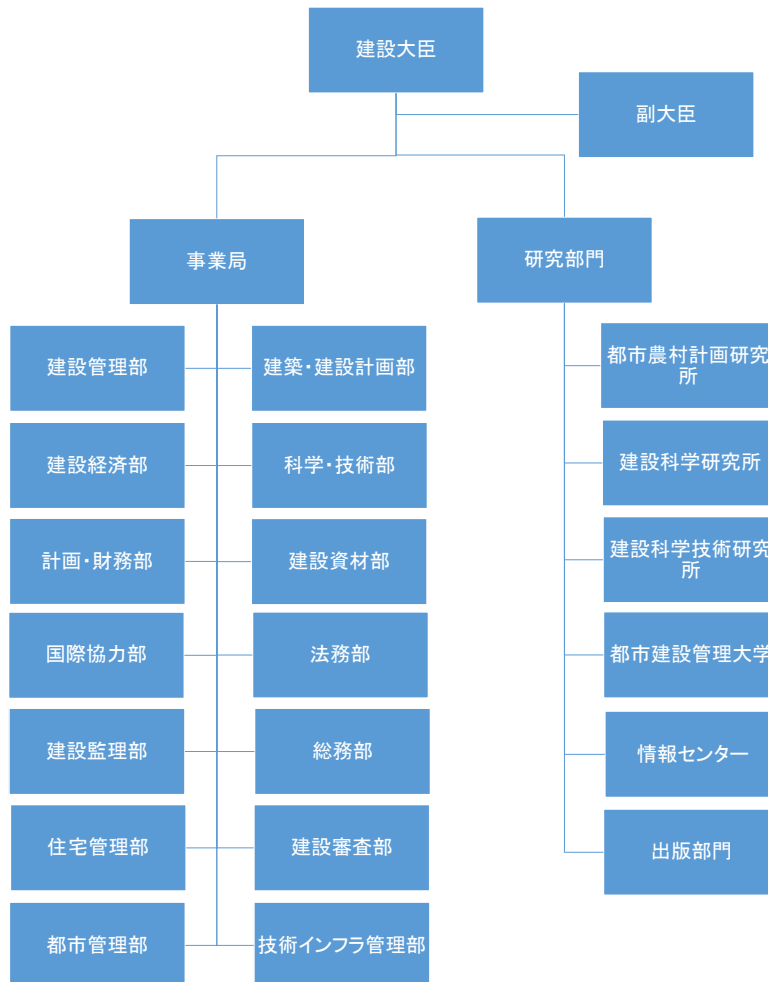 建設大臣
副大臣
事業局
研究部門
建設管理部
建築・建設計画部
建設経済部
科学・技術部
計画・財務部
建設資材部
国際協力部
法務部
建設監理部
総務部
住宅管理部
建設審査部
都市管理部
技術インフラ管理部
都市農村計画研究
所
建設科学研究所
建設科学技術研究
所
都市建設管理大学
情報センター
出版部門